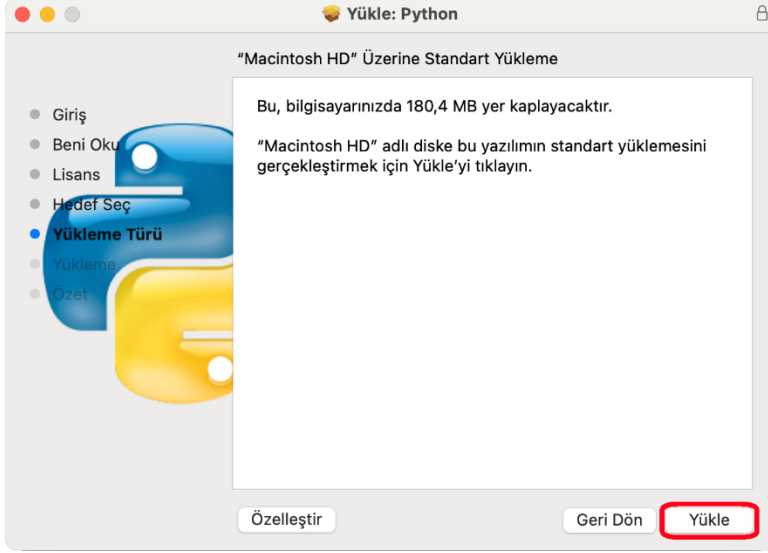 Yükle: Python
“Macintosh HD” Üzerine Standart Yükleme
Giriş
Beni Oku
Lisans
Hedef Seç
Yükleme Türü
Yükleme
Özet
Bu, bilgisayarınızda 180,4 MB yer kaplayacaktır.
“Macintosh HD” adlı diske bu yazılımın standart yüklemesini
gerçekleştirmek için Yükle’yi tıklayın.
Özelleştir
Geri Dön
Yükle